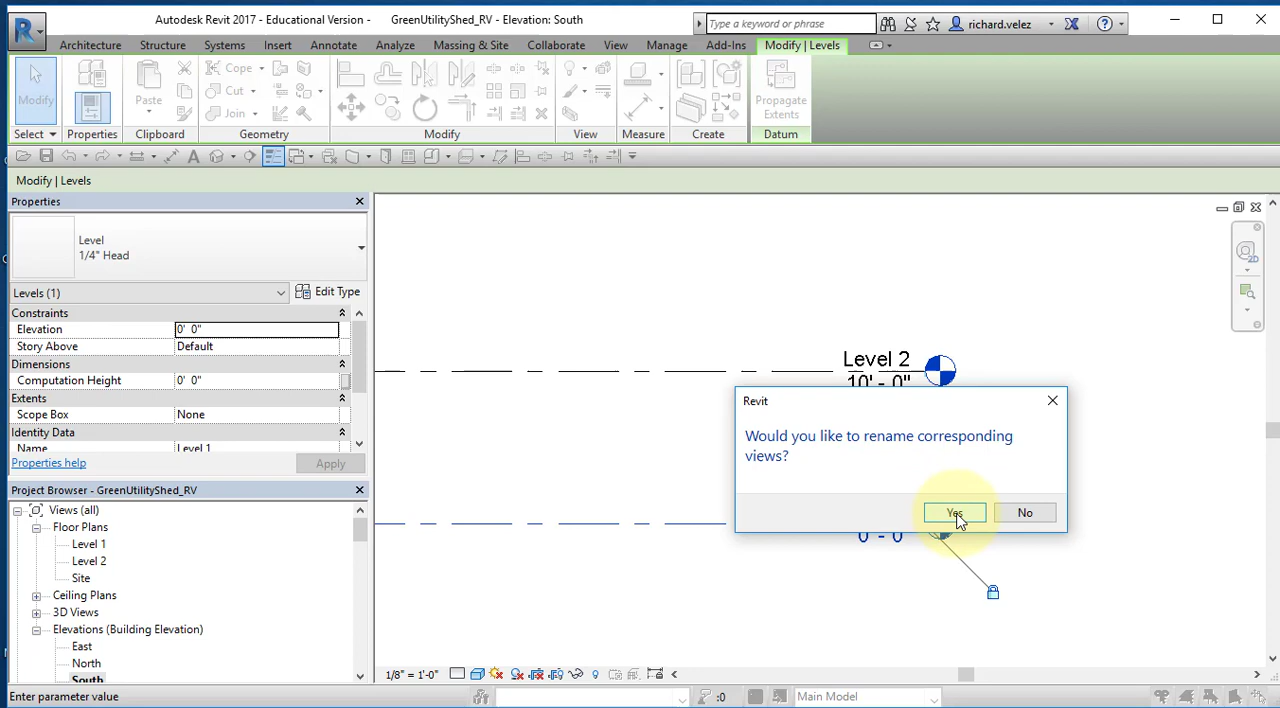 Autodesk Revit 2017 - Educational Version - GreenUtilityShed_RV - Elevation: South
Type a keyword or phrase
richard.velez
Architecture Structure Systems Insert Annotate Analyze Massing & Site Collaborate View Manage Add-Ins Modify | Levels
Modify
Paste
Cope
Cut
Join
Propagate
Extents
Select Properties Clipboard Geometry Modify View Measure Create Datum
Modify | Levels
Properties
Level
1/4" Head
Levels (1)
Edit Type
Constraints
Elevation 0' 0"
Story Above Default
Dimensions
Computation Height 0' 0"
Extents
Scope Box None
Identity Data
Name Level 1
Properties help
Apply
Project Browser - GreenUtilityShed_RV
Views (all)
Floor Plans
Level 1
Level 2
Site
Ceiling Plans
3D Views
Elevations (Building Elevation)
East
North
South
Level 2
10' - 0"
Revit
Would you like to rename corresponding
views?
Yes
No
0' - 0"
2D
1/8" = 1'-0"
Enter parameter value
:0
Main Model